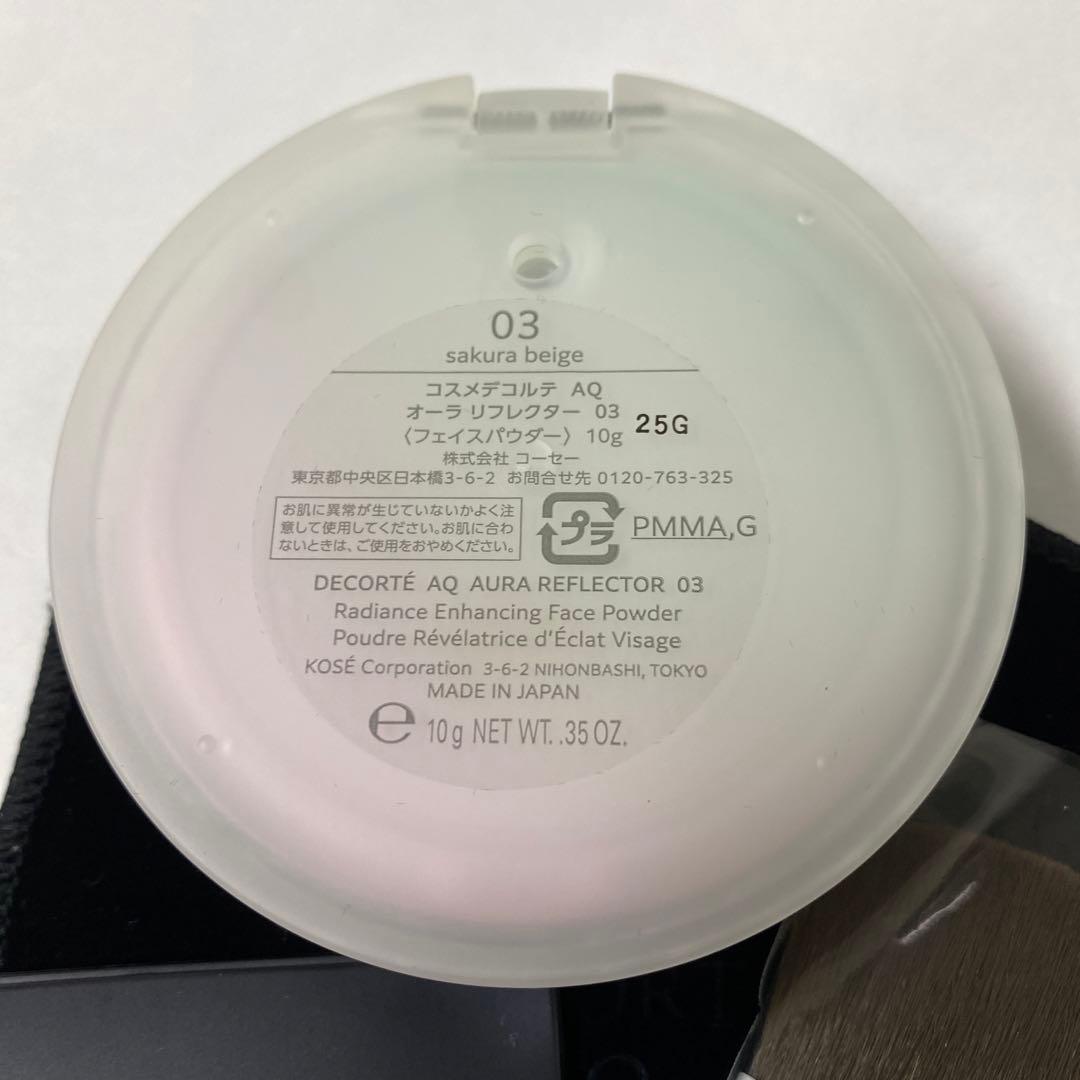 03
sakura beige
コスメデコルテ AQ
オーラ リフレクター 03
〈フェイスパウダー〉 10g
25G
株式会社 コーセー
東京都中央区日本橋3-6-2 お問合せ先 0120-763-325
お肌に異常が生じていないかよく注
意して使用してください。お肌に合わ
ないときは、ご使用をおやめください。
プラ
PMMA,G
DECORTÉ AQ AURA REFLECTOR 03
Radiance Enhancing Face Powder
Poudre Révélatrice d'Éclat Visage
KOSÉ Corporation 3-6-2 NIHONBASHI, TOKYO
MADE IN JAPAN
℮ 10g NET WT. .35 OZ.